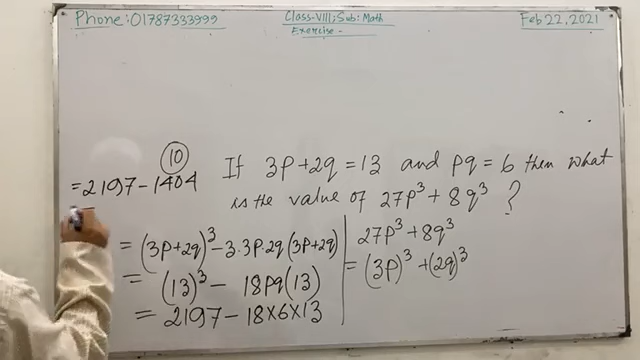 Phone: 01787333999
Class-VIII; Sub: Math
Exercise-
Feb 22, 2021
(10) If 3p+2q=13 and pq=6 then what
is the value of 27p³+8q³ ?
27p³+8q³
=(3p)³+(2q)³
=(3p+2q)³-3.3p.2q(3p+2q)
= (13)³- 18pq(13)
= 2197-18×6×13
=2197-1404
=